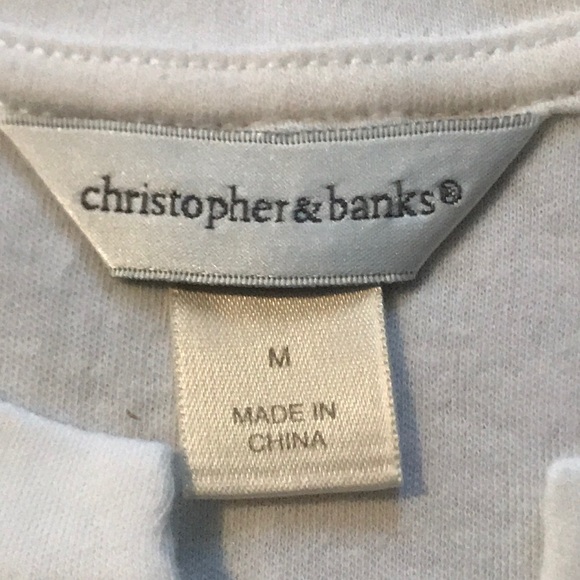 christopher & banks®
M
MADE IN
CHINA